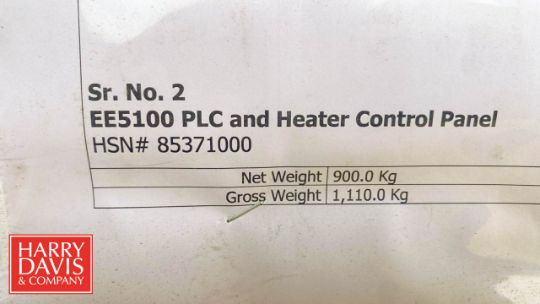 Sr. No. 2
EE5100 PLC and Heater Control Panel
HSN# 85371000
Net Weight 900.0 Kg
Gross Weight 1,110.0 Kg
HARRY
DAVIS
& COMPANY